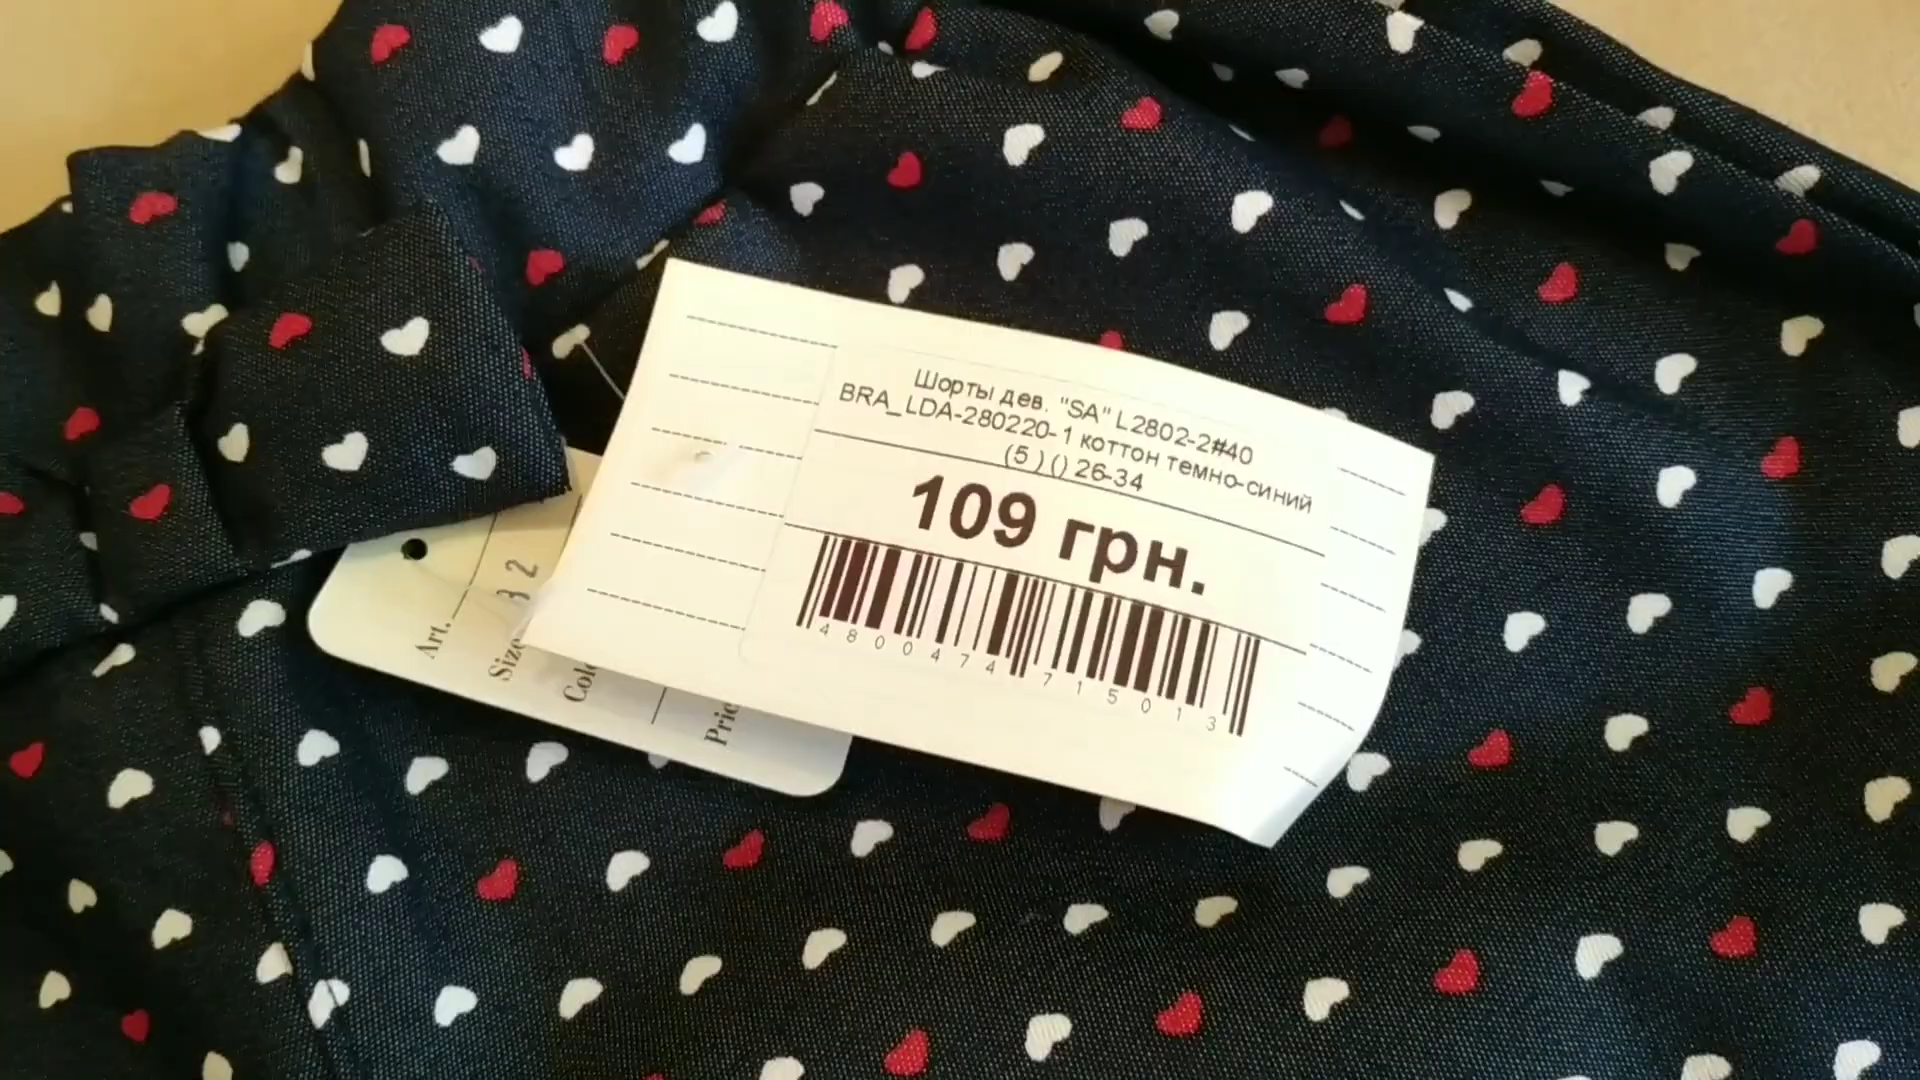 Шорты дев. "SA" L2802-2#40
BRA_LDA-280220-1 коттон темно-синий
(5 ) () 26-34
109 грн.
4800474715013
Art.
Size 32